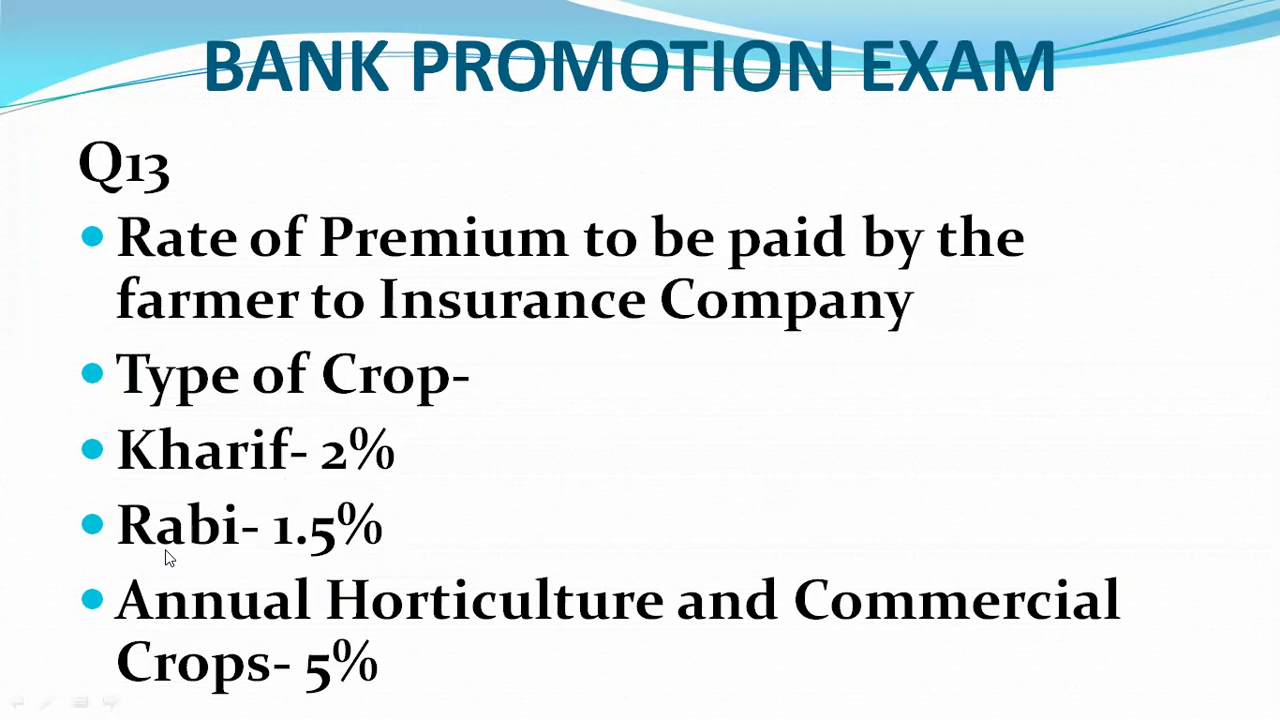 BANK PROMOTION EXAM
Q13
• Rate of Premium to be paid by the
farmer to Insurance Company
• Type of Crop-
• Kharif- 2%
• Rabi- 1.5%
• Annual Horticulture and Commercial
Crops- 5%